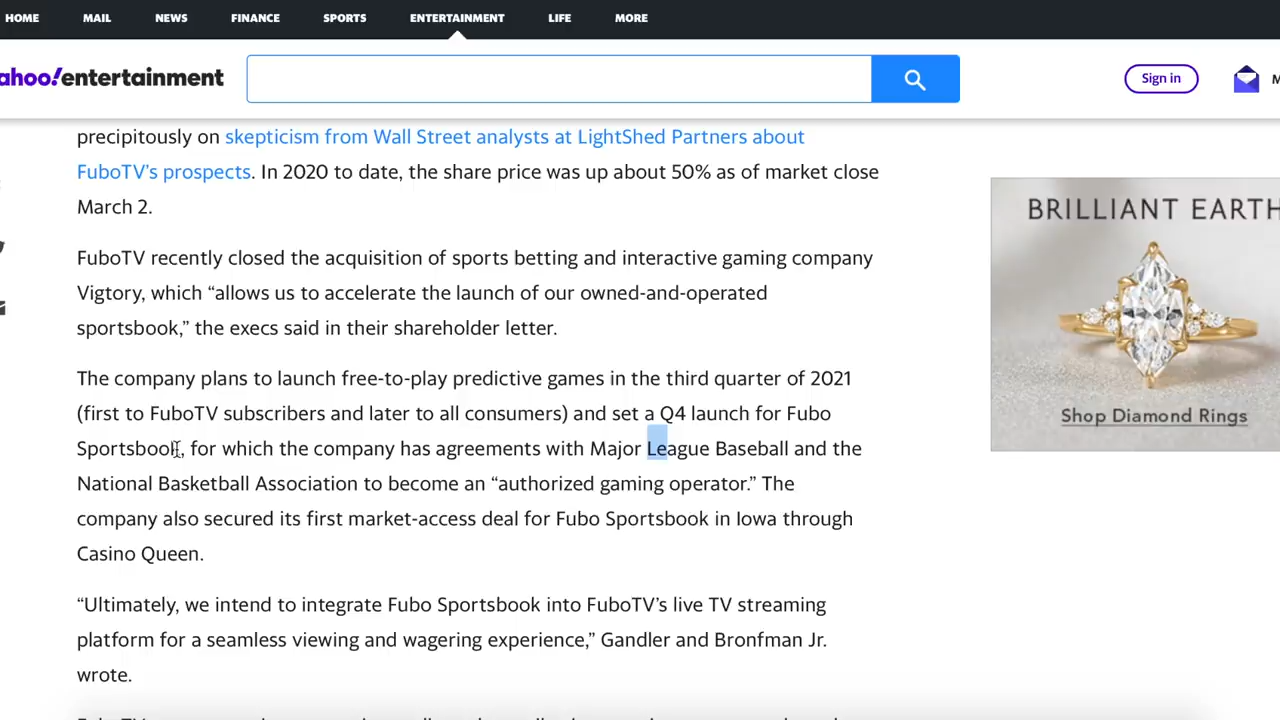 HOME MAIL NEWS FINANCE SPORTS ENTERTAINMENT LIFE MORE
ahoo!entertainment
Sign in
M
precipitously on skepticism from Wall Street analysts at LightShed Partners about
FuboTV’s prospects. In 2020 to date, the share price was up about 50% as of market close
March 2.
FuboTV recently closed the acquisition of sports betting and interactive gaming company
Vigtory, which “allows us to accelerate the launch of our owned-and-operated
sportsbook,” the execs said in their shareholder letter.
The company plans to launch free-to-play predictive games in the third quarter of 2021
(first to FuboTV subscribers and later to all consumers) and set a Q4 launch for Fubo
Sportsbook, for which the company has agreements with Major League Baseball and the
National Basketball Association to become an “authorized gaming operator.” The
company also secured its first market-access deal for Fubo Sportsbook in Iowa through
Casino Queen.
“Ultimately, we intend to integrate Fubo Sportsbook into FuboTV’s live TV streaming
platform for a seamless viewing and wagering experience,” Gandler and Bronfman Jr.
wrote.
BRILLIANT EARTH
Shop Diamond Rings